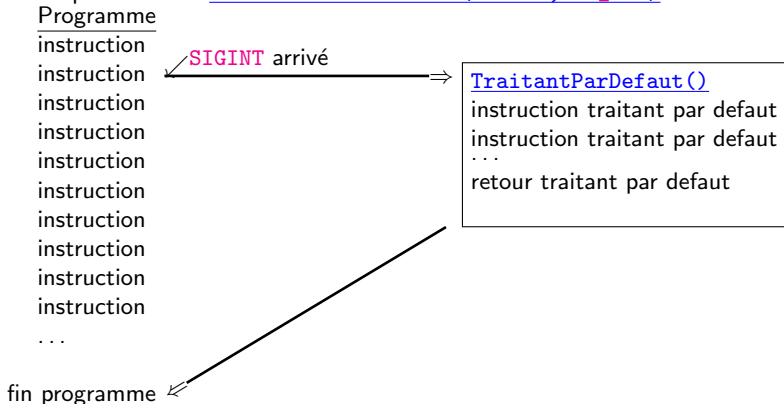 Programme
instruction
SIGINT arrivé
instruction
instruction
instruction
instruction
instruction
instruction
instruction
instruction
instruction
. . .
fin programme
TraitantParDefaut()
instruction traitant par defaut
instruction traitant par defaut
. . .
retour traitant par defaut